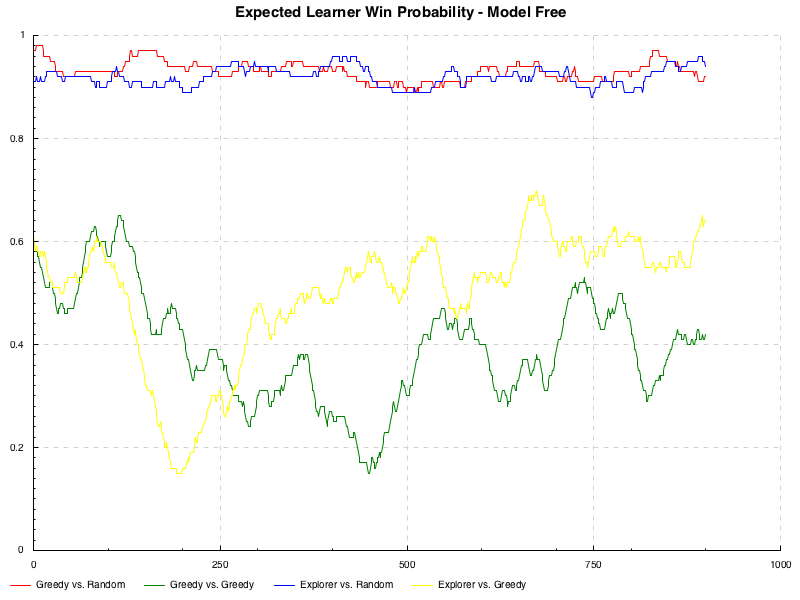 Expected Learner Win Probability - Model Free
1
0.8
0.6
0.4
0.2
0
0 250 500 750 1000
Greedy vs. Random Greedy vs. Greedy Explorer vs. Random Explorer vs. Greedy